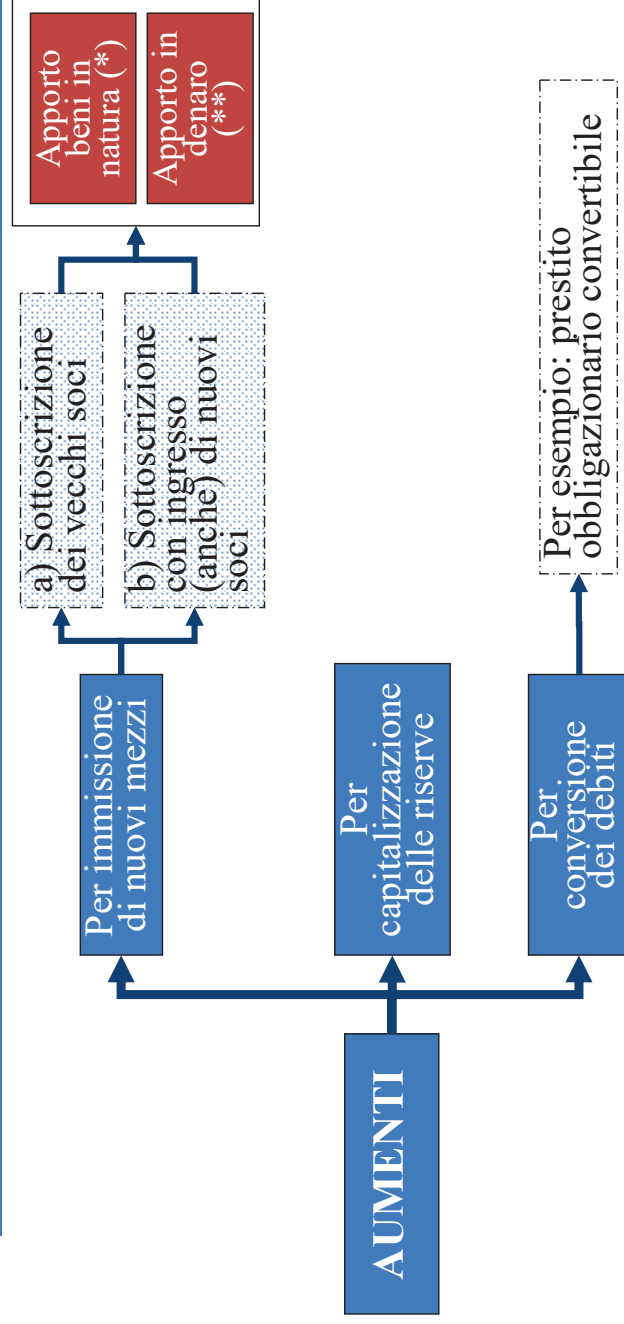 AUMENTI
Per immissione
di nuovi mezzi
a) Sottoscrizione
dei vecchi soci
b) Sottoscrizione
con ingresso
(anche) di nuovi
soci
Apporto
beni in
natura (*)
Apporto in
denaro
(**)
Per
capitalizzazione
delle riserve
Per
conversione
dei debiti
Per esempio: prestito
obbligazionario convertibile